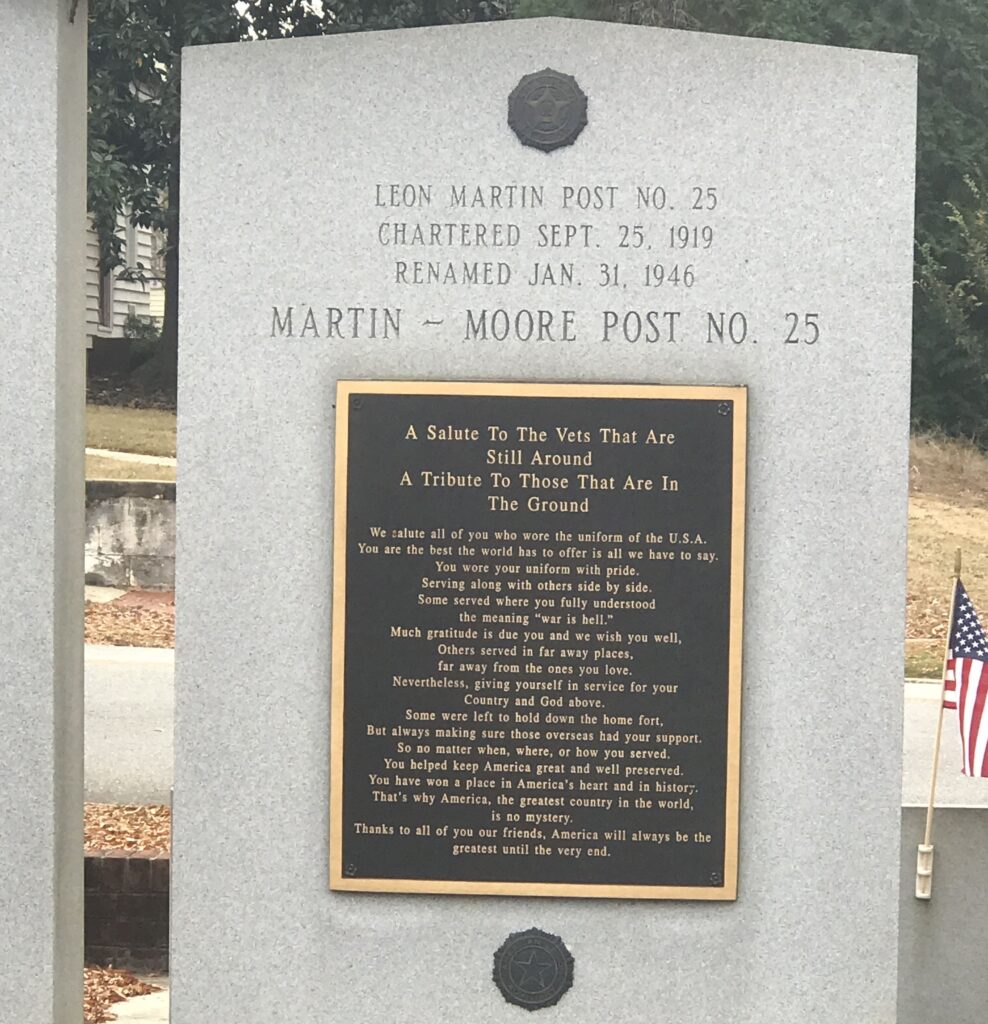 LEON MARTIN POST NO. 25
CHARTERED SEPT. 25, 1919
RENAMED JAN. 31, 1946
MARTIN ~ MOORE POST NO. 25
A Salute To The Vets That Are
Still Around
A Tribute To Those That Are In
The Ground
We salute all of you who wore the uniform of the U.S.A.
You are the best the world has to offer is all we have to say.
You wore your uniform with pride.
Serving along with others side by side.
Some served where you fully understood
the meaning "war is hell."
Much gratitude is due you and we wish you well,
Others served in far away places,
far away from the ones you love.
Nevertheless, giving yourself in service for your
Country and God above.
Some were left to hold down the home fort,
But always making sure those overseas had your support.
So no matter when, where, or how you served.
You helped keep America great and well preserved.
You have won a place in America's heart and in history.
That's why America, the greatest country in the world,
is no mystery.
Thanks to all of you our friends, America will always be the
greatest until the very end.